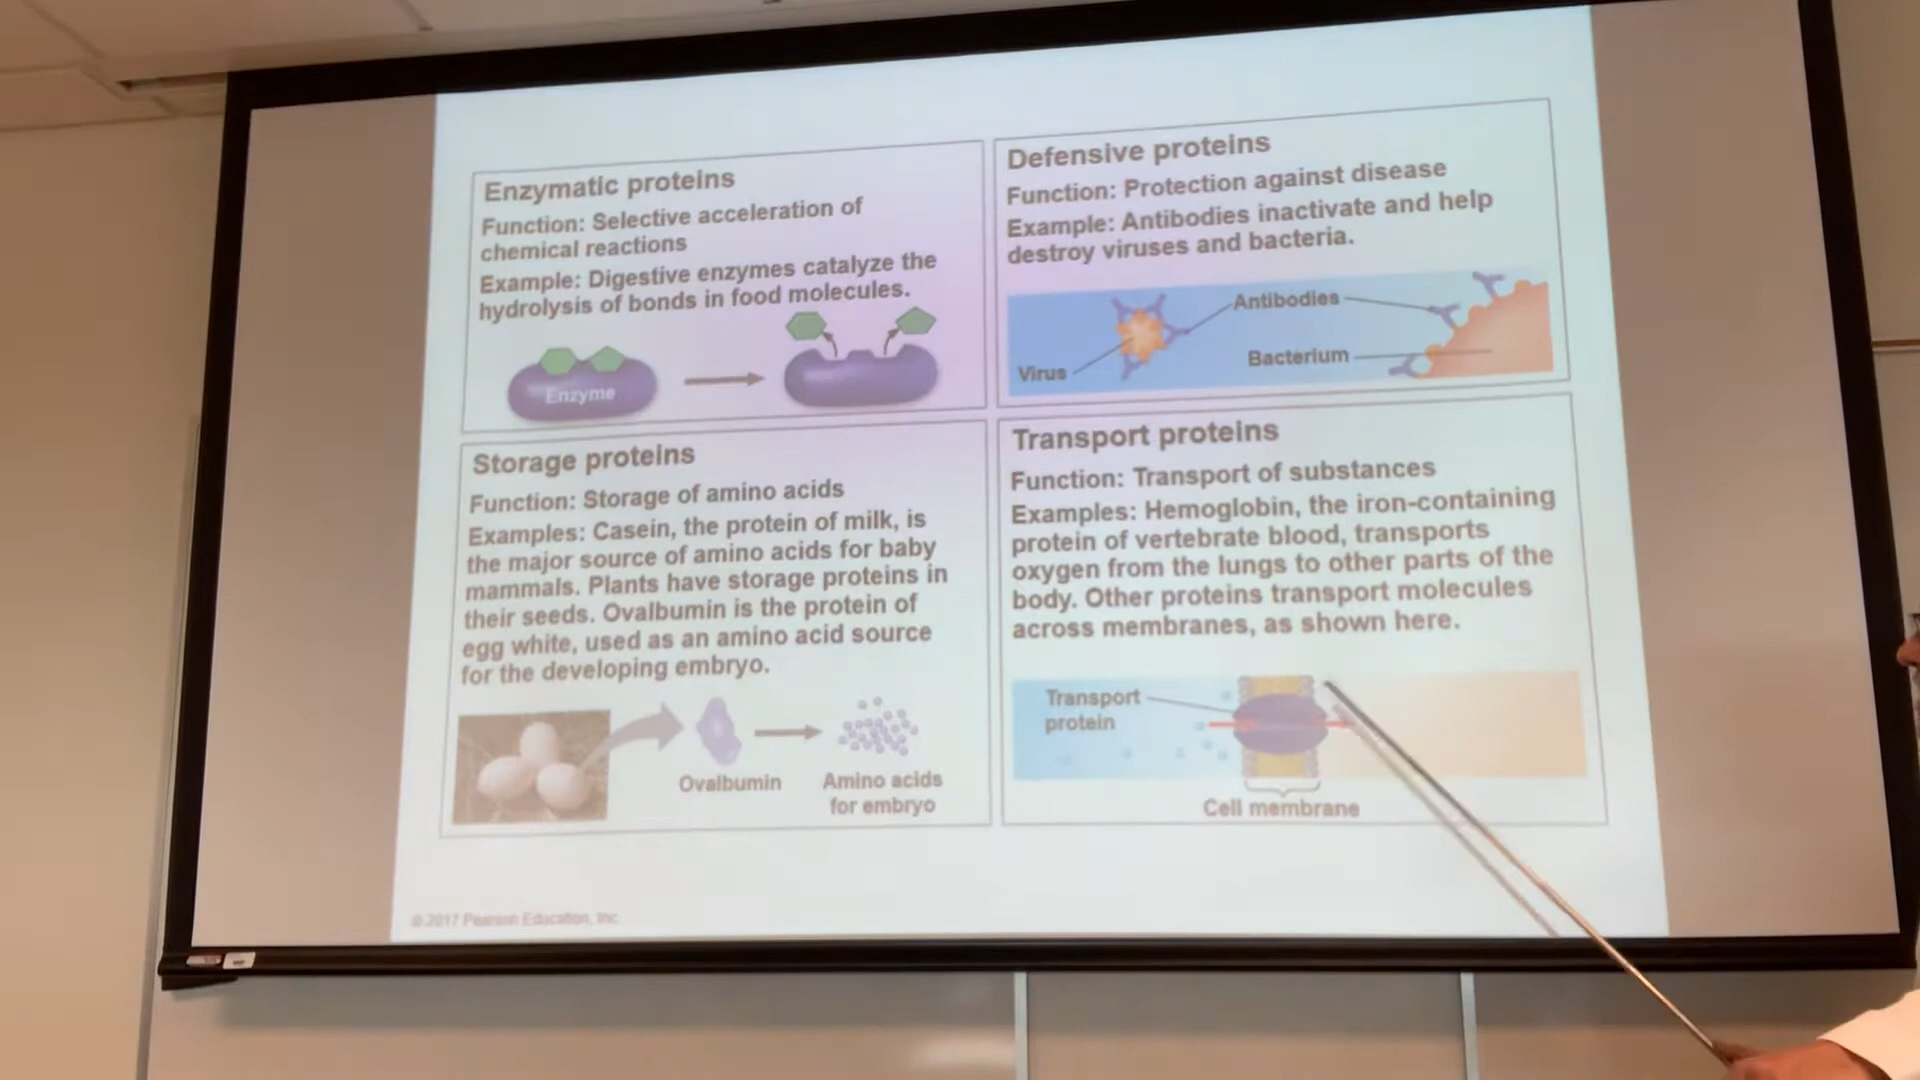 Enzymatic proteins
Function: Selective acceleration of
chemical reactions
Example: Digestive enzymes catalyze the
hydrolysis of bonds in food molecules.
Enzyme
Defensive proteins
Function: Protection against disease
Example: Antibodies inactivate and help
destroy viruses and bacteria.
Antibodies
Virus
Bacterium
Storage proteins
Function: Storage of amino acids
Examples: Casein, the protein of milk, is
the major source of amino acids for baby
mammals. Plants have storage proteins in
their seeds. Ovalbumin is the protein of
egg white, used as an amino acid source
for the developing embryo.
Ovalbumin
Amino acids
for embryo
Transport proteins
Function: Transport of substances
Examples: Hemoglobin, the iron-containing
protein of vertebrate blood, transports
oxygen from the lungs to other parts of the
body. Other proteins transport molecules
across membranes, as shown here.
Transport
protein
Cell membrane
© 2017 Pearson Education, Inc.